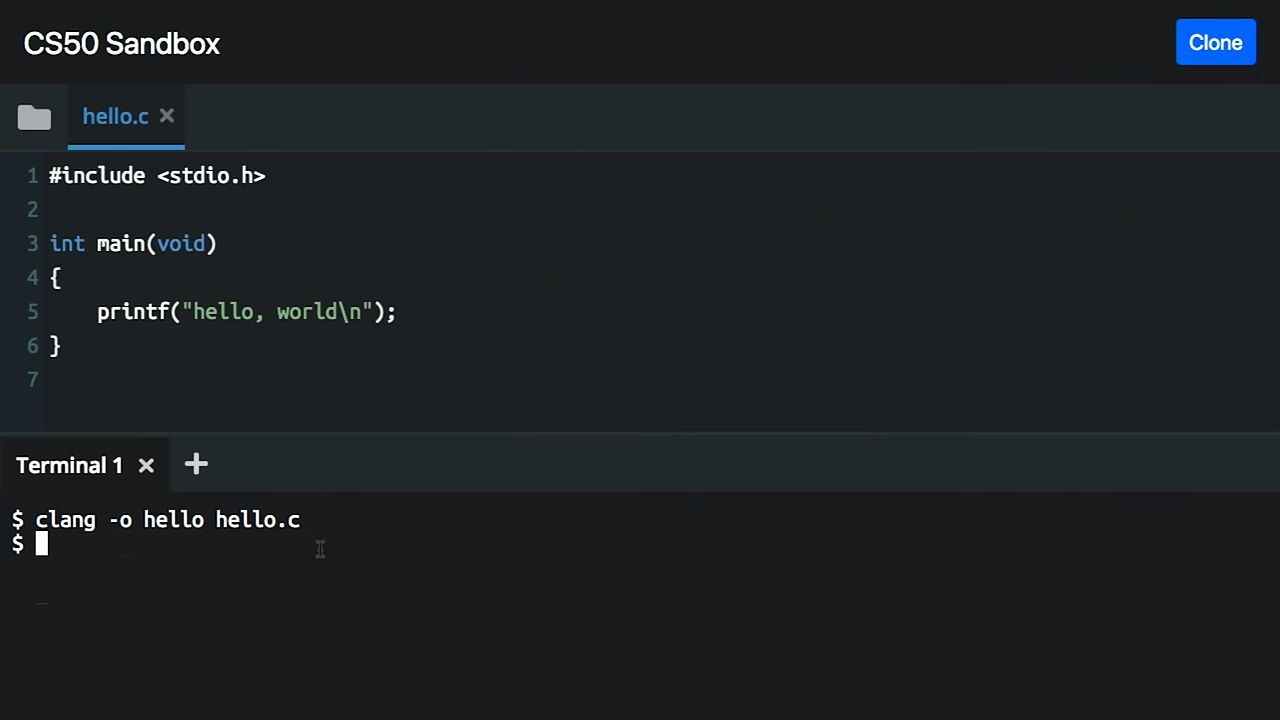 CS50 Sandbox
Clone
hello.c ×
1 #include <stdio.h>
2
3 int main(void)
4 {
5     printf("hello, world\n");
6 }
7
Terminal 1 × +
$ clang -o hello hello.c
$